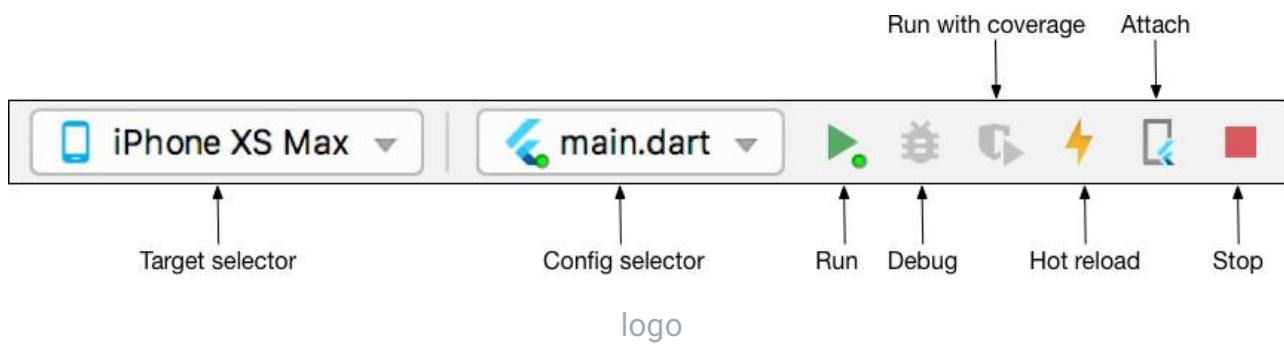 Run with coverage Attach
iPhone XS Max main.dart
Target selector Config selector Run Debug Hot reload Stop
logo